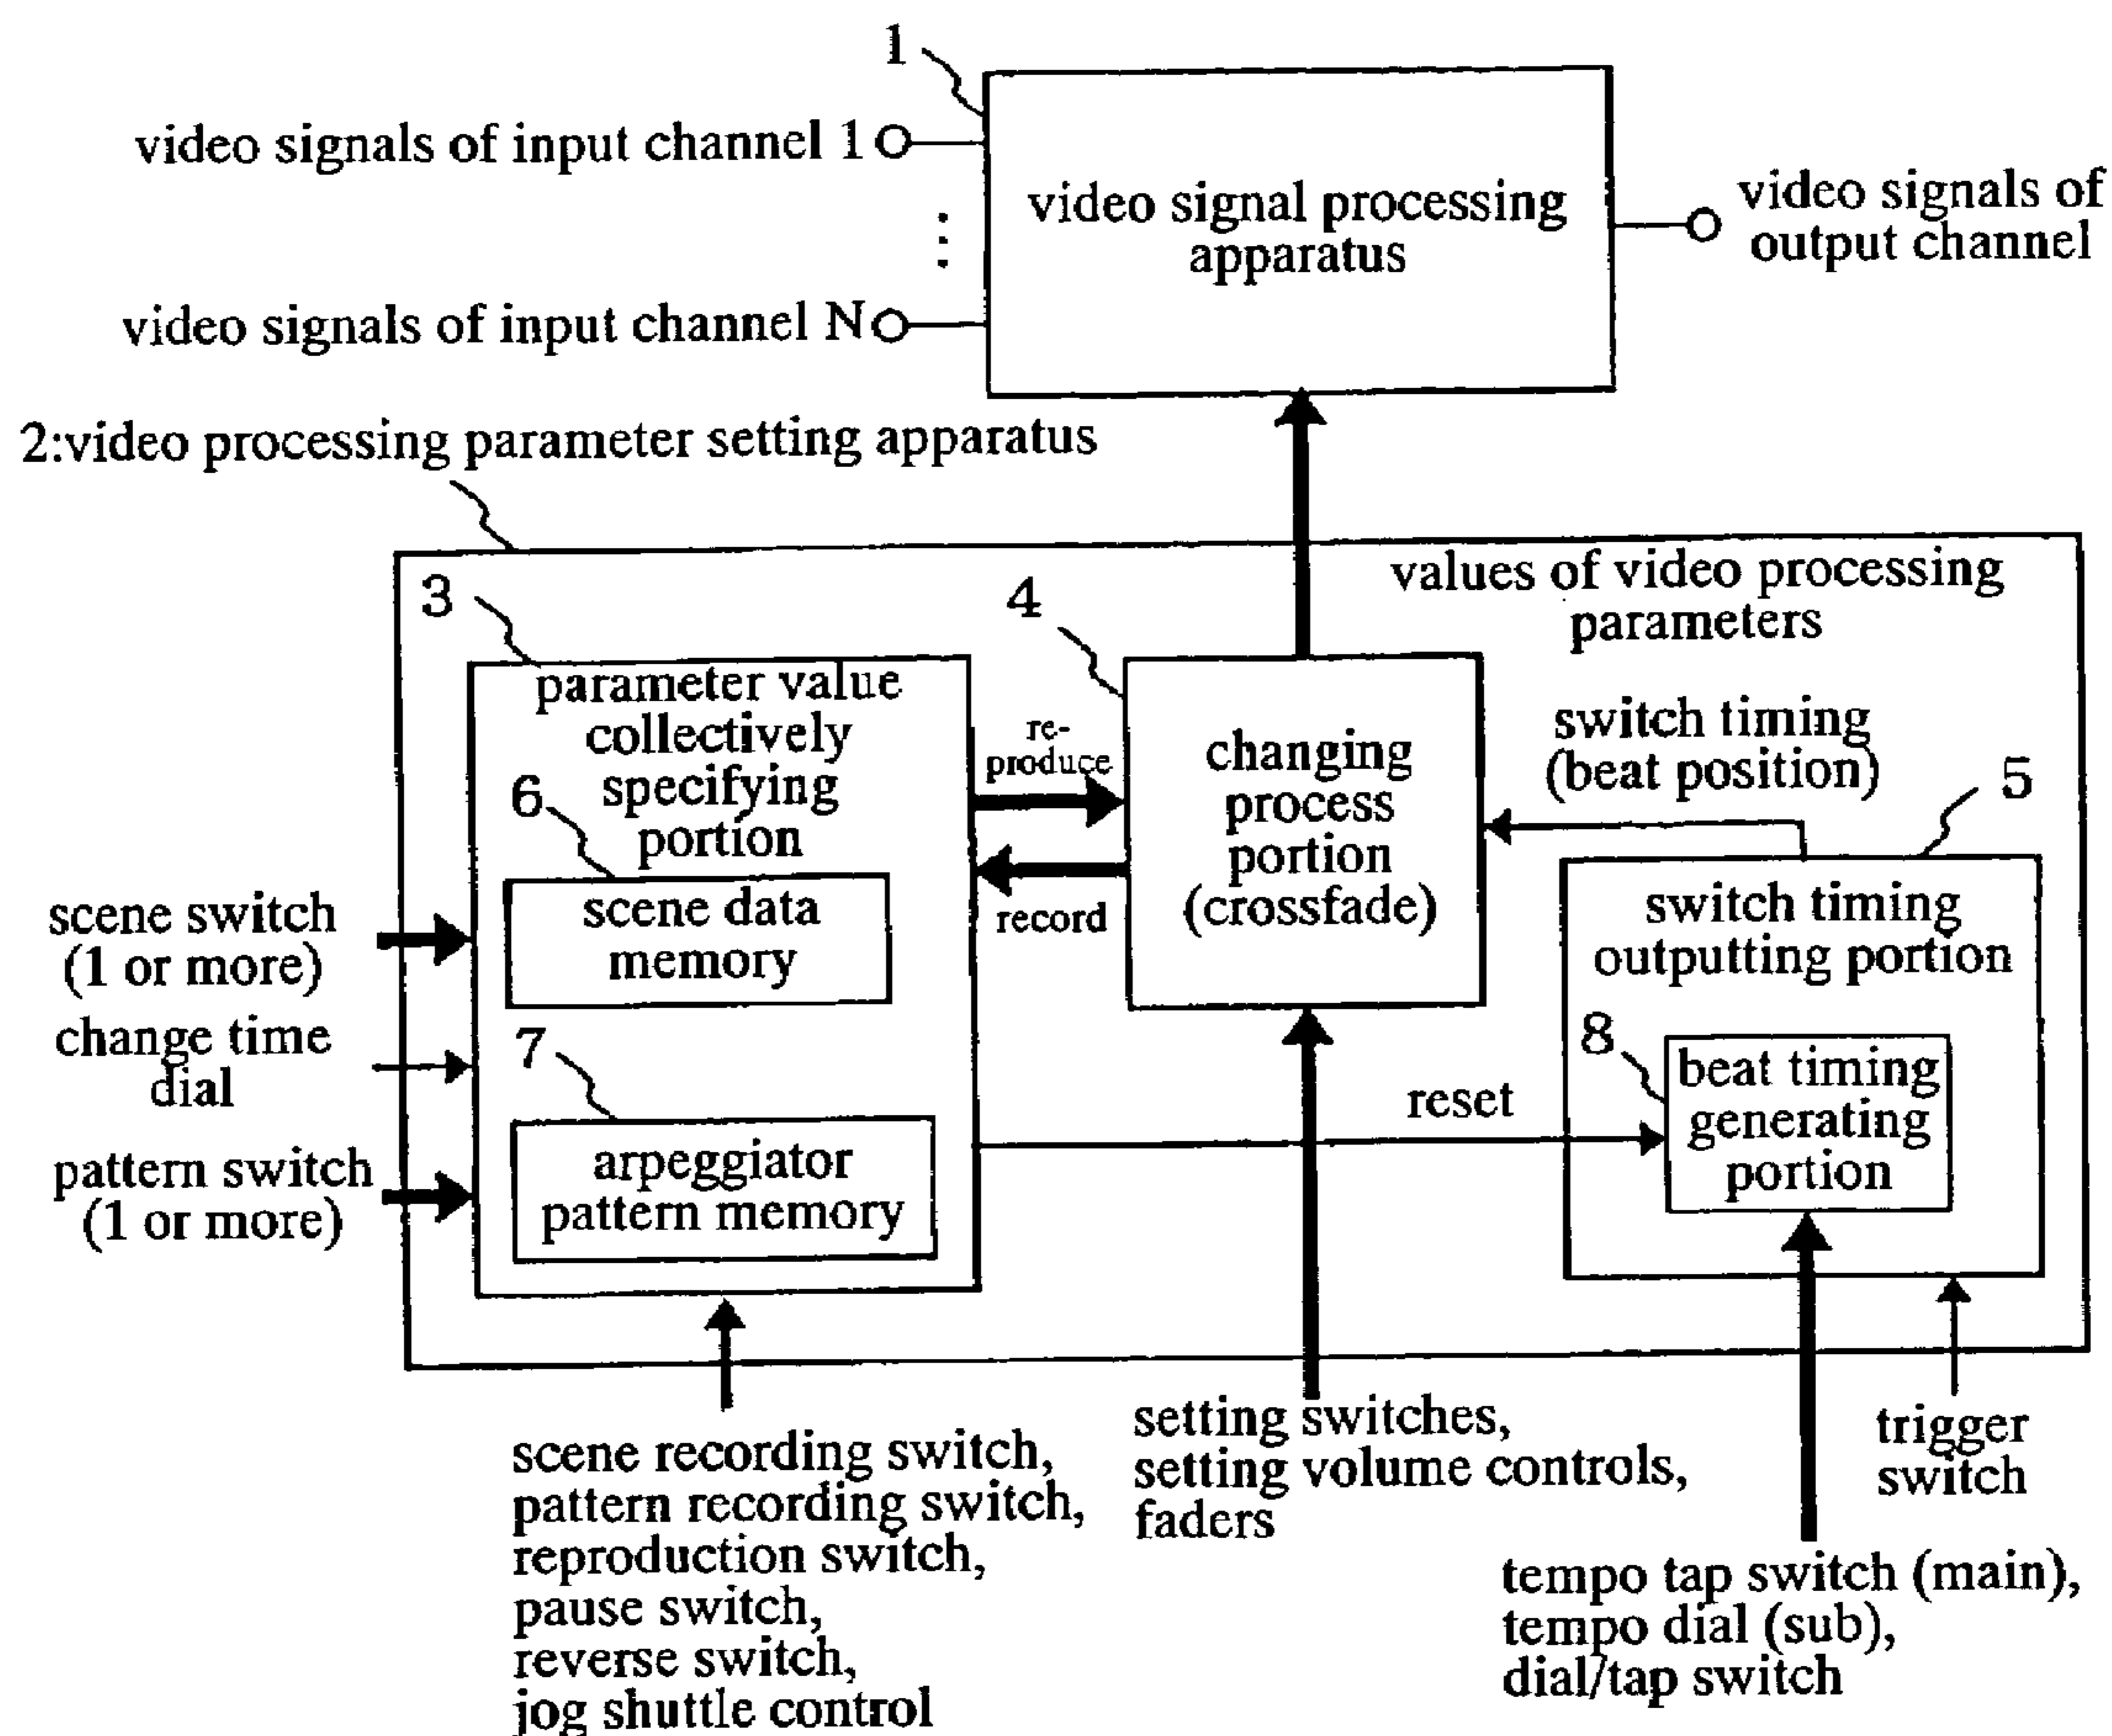 1
video signals of input channel 1
video signal processing
apparatus
video signals of
output channel
video signals of input channel N
2:video processing parameter setting apparatus
values of video processing
parameters
3
parameter value
collectively
specifying
portion
re-
produce
record
4
changing
process
portion
(crossfade)
switch timing
(beat position)
5
switch timing
outputting portion
6
scene data
memory
scene switch
(1 or more)
change time
dial
7
arpeggiator
pattern memory
pattern switch
(1 or more)
reset
8
beat timing
generating
portion
scene recording switch,
pattern recording switch,
reproduction switch,
pause switch,
reverse switch,
jog shuttle control
setting switches,
setting volume controls,
faders
trigger
switch
tempo tap switch (main),
tempo dial (sub),
dial/tap switch